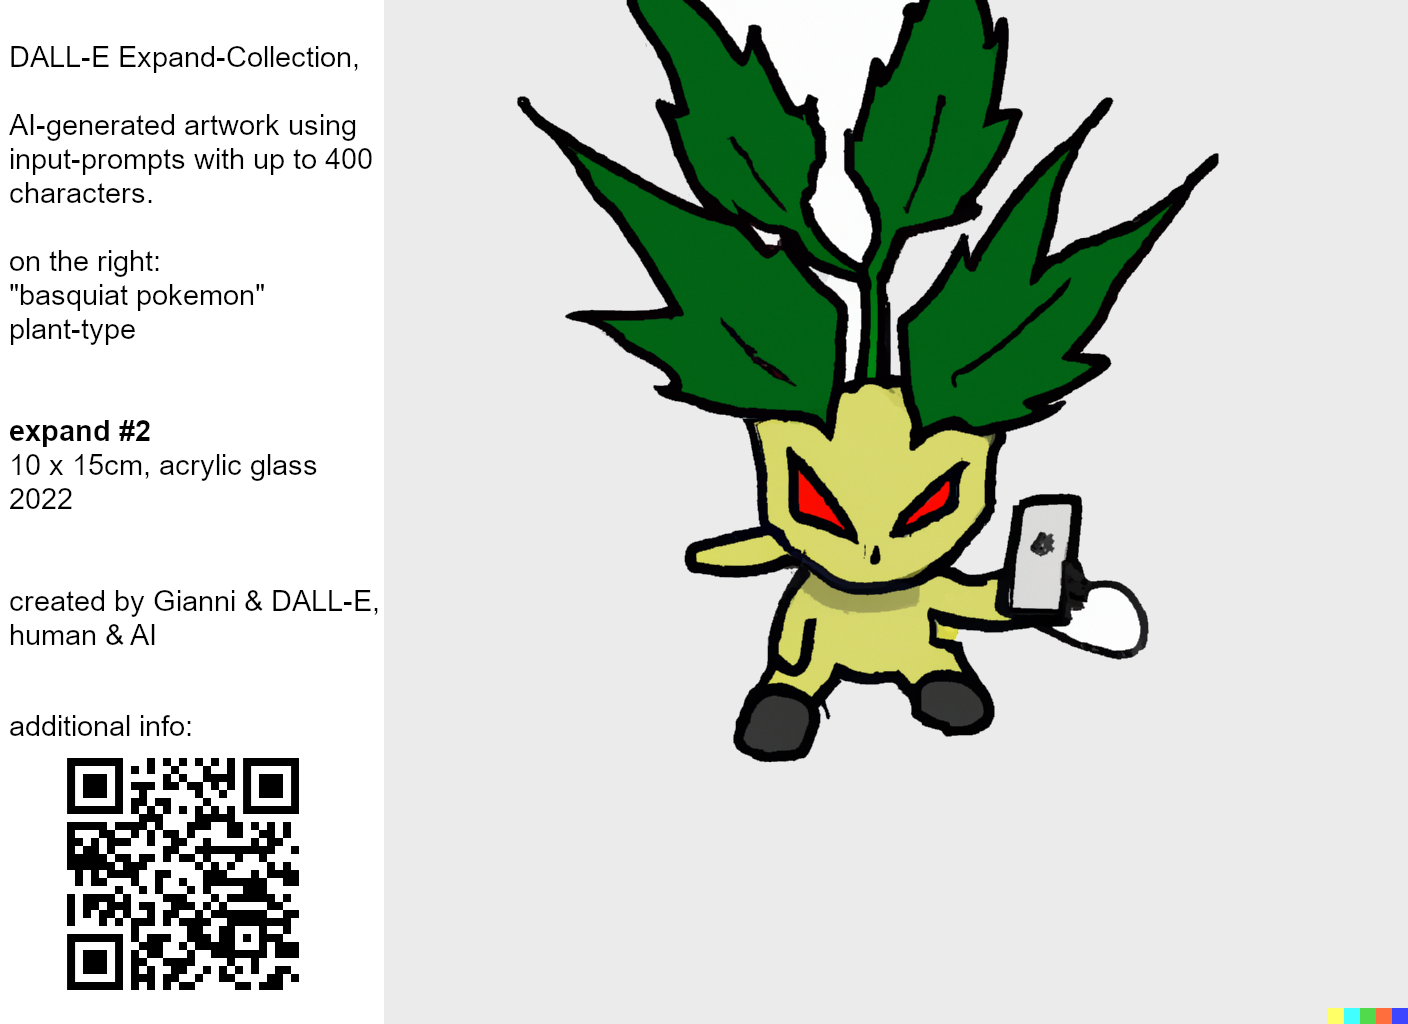 DALL-E Expand-Collection,
AI-generated artwork using
input-prompts with up to 400
characters.
on the right:
"basquiat pokemon"
plant-type
expand #2
10 x 15cm, acrylic glass
2022
created by Gianni & DALL-E,
human & AI
additional info: